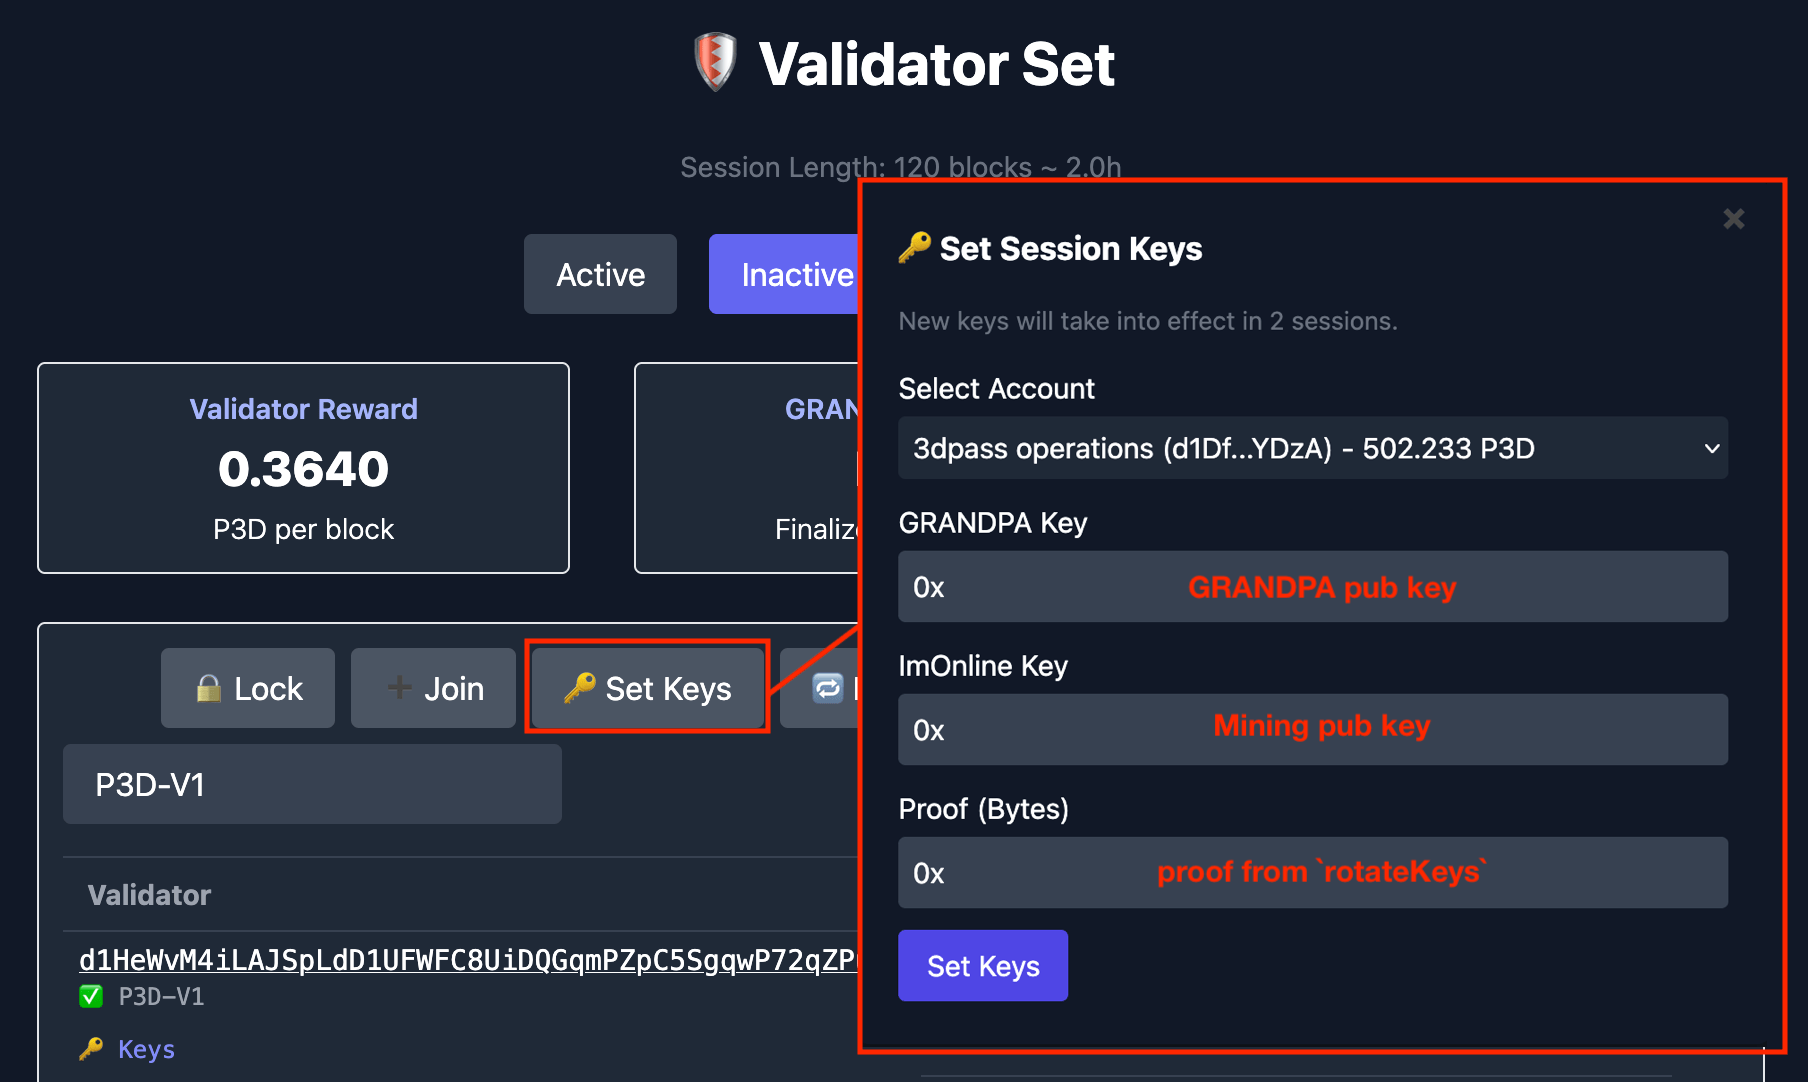 Validator Set
Session Length: 120 blocks ~ 2.0h
Active
Inactive
Validator Reward
0.3640
P3D per block
GRAN
Finaliz
Lock
Join
Set Keys
P3D-V1
Validator
d1HeWvM4iLAJSpLdD1UFWFC8UiDQGqmPZpC5SgqwP72qZP
P3D-V1
Keys
Set Session Keys
New keys will take into effect in 2 sessions.
Select Account
3dpass operations (d1Df...YDzA) - 502.233 P3D
GRANDPA Key
0x GRANDPA pub key
ImOnline Key
0x Mining pub key
Proof (Bytes)
0x proof from `rotateKeys`
Set Keys